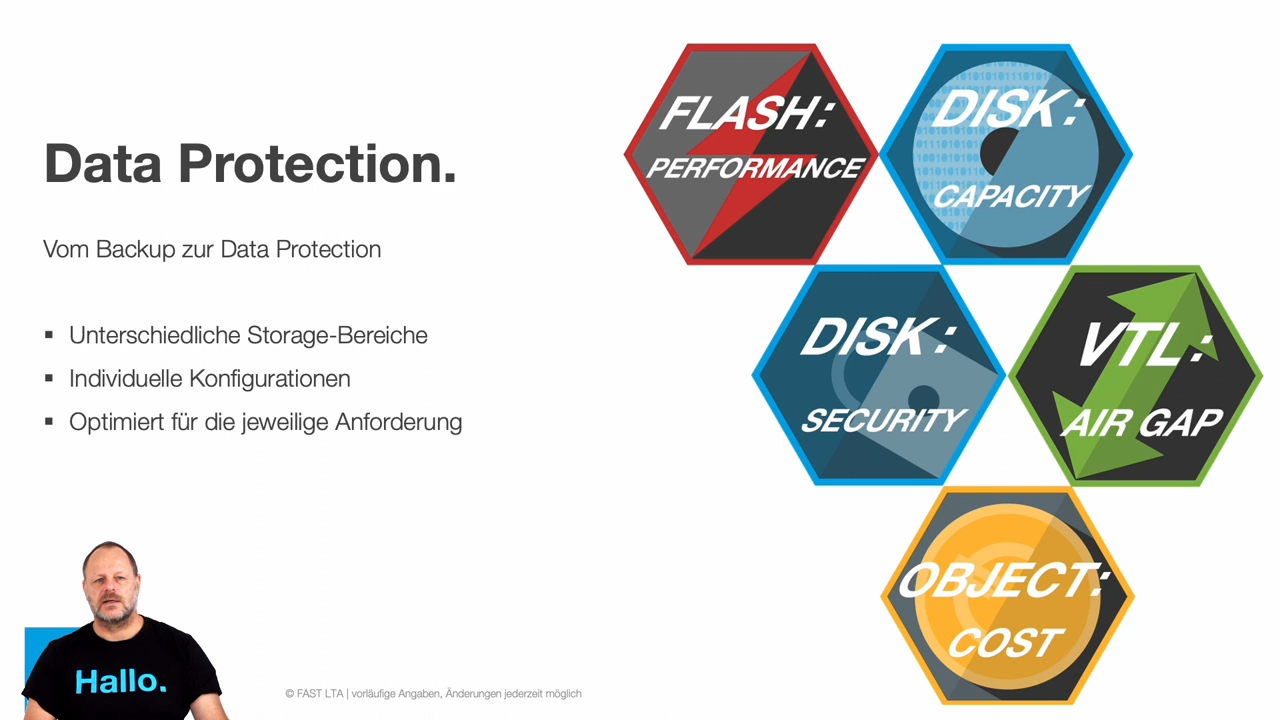 Data Protection.
Vom Backup zur Data Protection
▪ Unterschiedliche Storage-Bereiche
▪ Individuelle Konfigurationen
▪ Optimiert für die jeweilige Anforderung
FLASH:
PERFORMANCE
DISK:
CAPACITY
DISK:
SECURITY
VTL:
AIR GAP
OBJECT:
COST
Hallo.
© FAST LTA | vorläufige Angaben, Änderungen jederzeit möglich